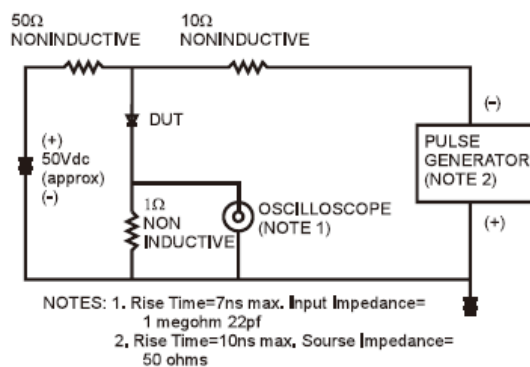 50Ω
NONINDUCTIVE
10Ω
NONINDUCTIVE
DUT
(+)
50Vdc
(approx)
(-)
1Ω
NON
INDUCTIVE
OSCILLOSCOPE
(NOTE 1)
(-)
PULSE
GENERATOR
(NOTE 2)
(+)
NOTES: 1. Rise Time=7ns max. Input Impedance=
1 megohm 22pf
2, Rise Time=10ns max, Sourse Impedance=
50 ohms